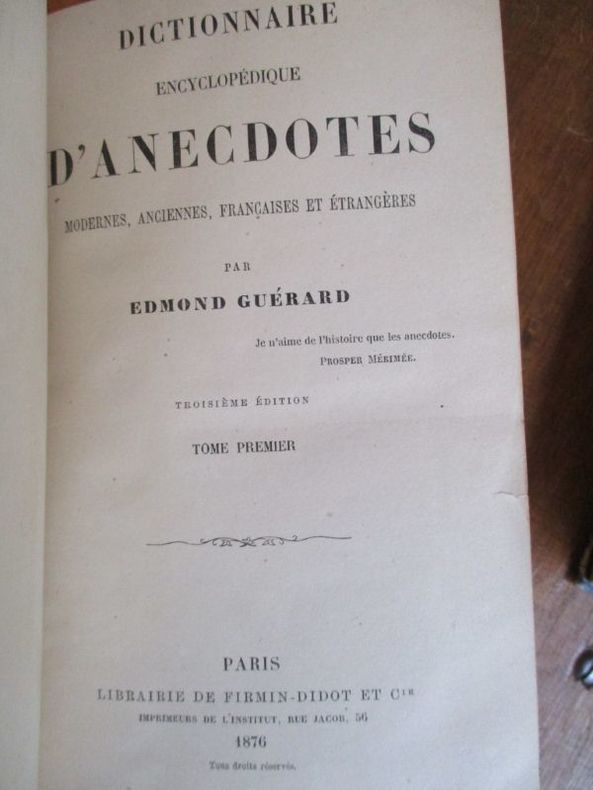 DICTIONNAIRE
ENCYCLOPÉDIQUE
D'ANECDOTES
MODERNES, ANCIENNES, FRANÇAISES ET ÉTRANGÈRES
PAR
EDMOND GUÉRARD
Je n'aime de l'histoire que les anecdotes.
PROSPER MÉRIMÉE.
TROISIÈME ÉDITION
TOME PREMIER
PARIS
LIBRAIRIE DE FIRMIN-DIDOT ET Cie
IMPRIMEURS DE L'INSTITUT, RUE JACOB, 56
1876
Tous droits réservés.